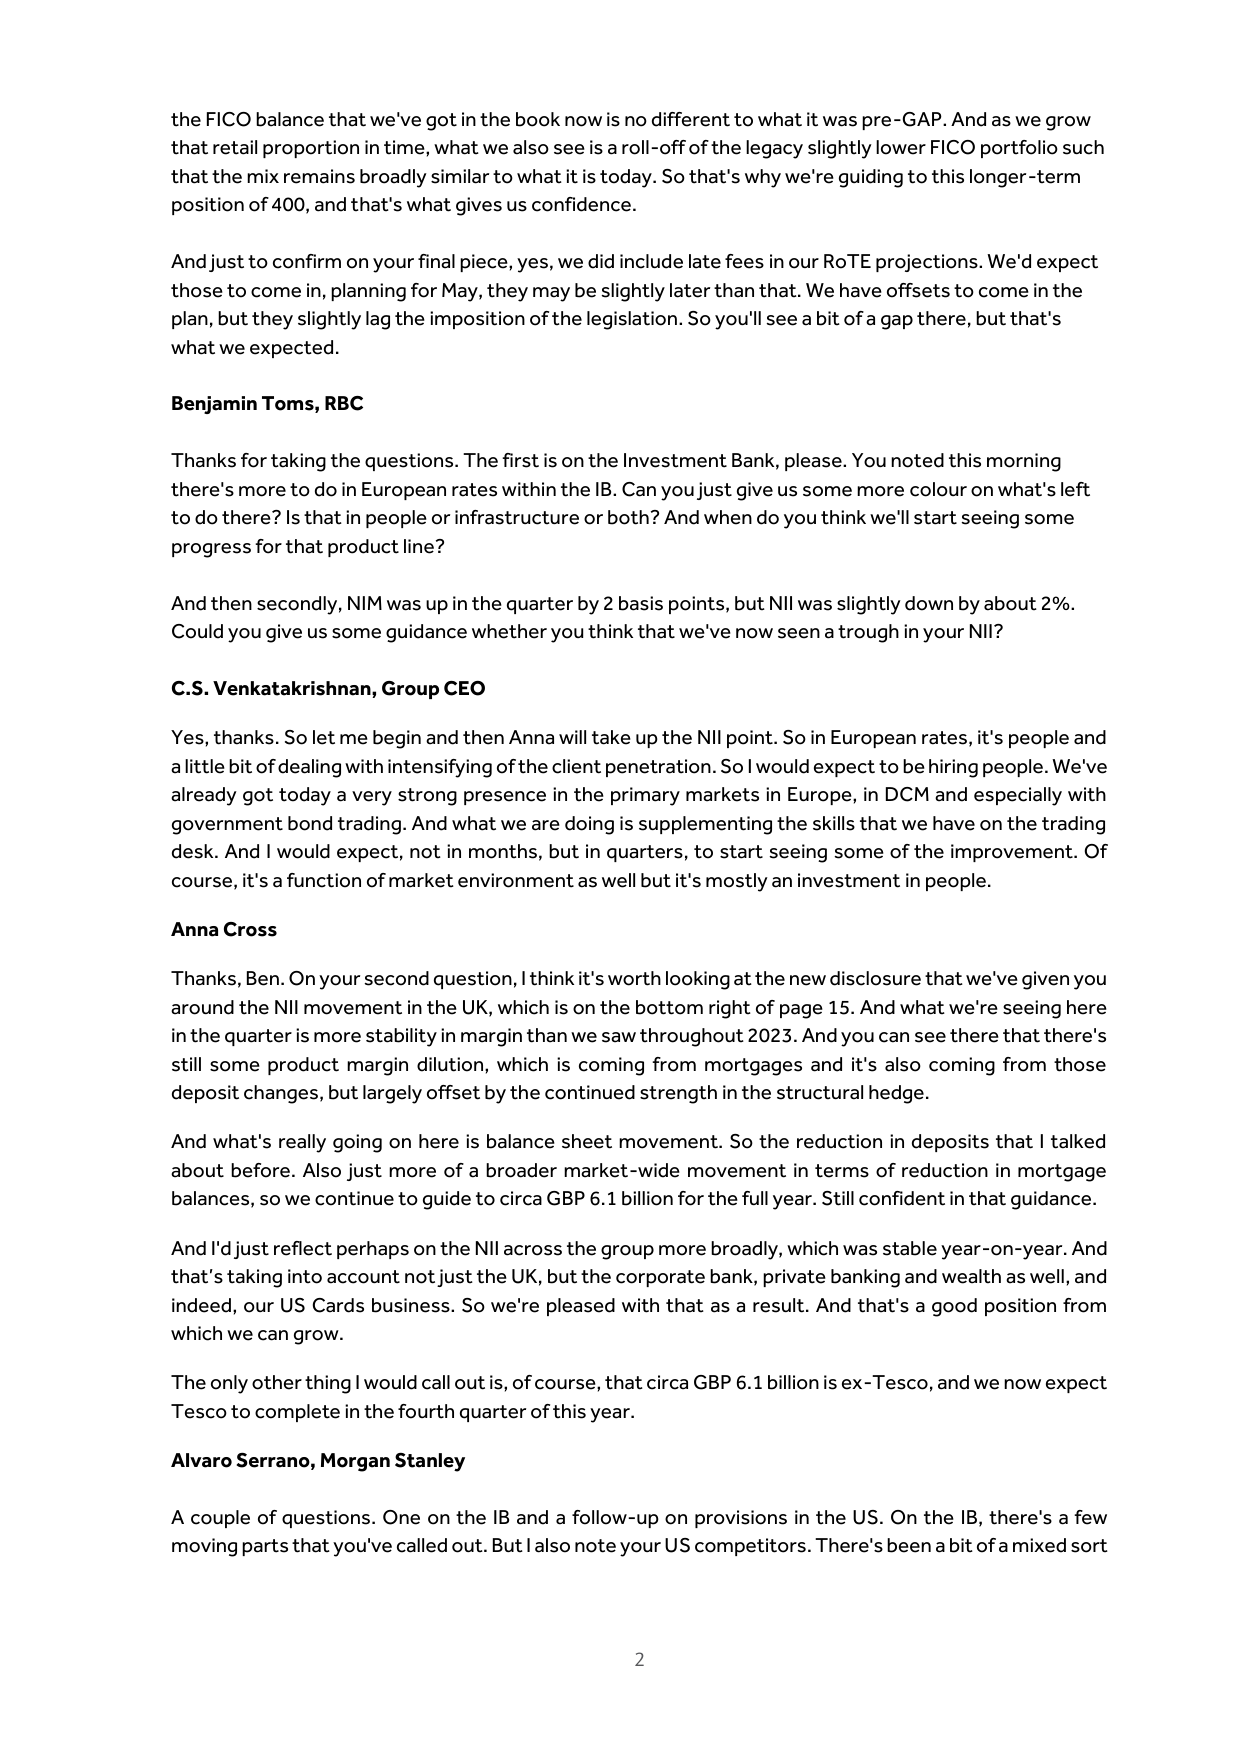 the FICO balance that we've got in the book now is no different to what it was pre-GAP. And as we grow
that retail proportion in time, what we also see is a roll-off of the legacy slightly lower FICO portfolio such
that the mix remains broadly similar to what it is today. So that's why we're guiding to this longer-term
position of 400, and that's what gives us confidence.
And just to confirm on your final piece, yes, we did include late fees in our RoTE projections. We'd expect
those to come in, planning for May, they may be slightly later than that. We have offsets to come in the
plan, but they slightly lag the imposition of the legislation. So you'll see a bit of a gap there, but that's
what we expected.
Benjamin Toms, RBC
Thanks for taking the questions. The first is on the Investment Bank, please. You noted this morning
there's more to do in European rates within the IB. Can you just give us some more colour on what's left
to do there? Is that in people or infrastructure or both? And when do you think we'll start seeing some
progress for that product line?
And then secondly, NIM was up in the quarter by 2 basis points, but NII was slightly down by about 2%.
Could you give us some guidance whether you think that we've now seen a trough in your NII?
C.S. Venkatakrishnan, Group CEO
Yes, thanks. So let me begin and then Anna will take up the NII point. So in European rates, it's people and
a little bit of dealing with intensifying of the client penetration. So I would expect to be hiring people. We've
already got today a very strong presence in the primary markets in Europe, in DCM and especially with
government bond trading. And what we are doing is supplementing the skills that we have on the trading
desk. And I would expect, not in months, but in quarters, to start seeing some of the improvement. Of
course, it's a function of market environment as well but it's mostly an investment in people.
Anna Cross
Thanks, Ben. On your second question, I think it's worth looking at the new disclosure that we've given you
around the NII movement in the UK, which is on the bottom right of page 15. And what we're seeing here
in the quarter is more stability in margin than we saw throughout 2023. And you can see there that there's
still some product margin dilution, which is coming from mortgages and it's also coming from those
deposit changes, but largely offset by the continued strength in the structural hedge.
And what's really going on here is balance sheet movement. So the reduction in deposits that I talked
about before. Also just more of a broader market-wide movement in terms of reduction in mortgage
balances, so we continue to guide to circa GBP 6.1 billion for the full year. Still confident in that guidance.
And I'd just reflect perhaps on the NII across the group more broadly, which was stable year-on-year. And
that's taking into account not just the UK, but the corporate bank, private banking and wealth as well, and
indeed, our US Cards business. So we're pleased with that as a result. And that's a good position from
which we can grow.
The only other thing I would call out is, of course, that circa GBP 6.1 billion is ex-Tesco, and we now expect
Tesco to complete in the fourth quarter of this year.
Alvaro Serrano, Morgan Stanley
A couple of questions. One on the IB and a follow-up on provisions in the US. On the IB, there's a few
moving parts that you've called out. But I also note your US competitors. There's been a bit of a mixed sort
2